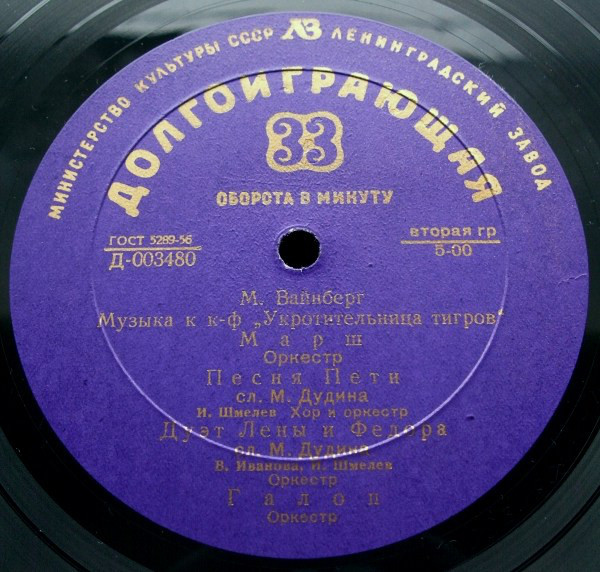 МИНИСТЕРСТВО КУЛЬТУРЫ СССР ЛЗ ЛЕНИНГРАДСКИЙ ЗАВОД
ДОЛГОИГРАЮЩАЯ
33
ОБОРОТА В МИНУТУ
ГОСТ 5289-56
Д-003480
вторая гр
5-00
М. Вайнберг
Музыка к к-ф „Укротительница тигров"
Марш
Оркестр
Песня Пети
сл. М. Дудина
И. Шмелев Хор и оркестр
Дуэт Лены и Федора
сл. М. Дудина
В. Иванова, И. Шмелев
Оркестр
Галоп
Оркестр